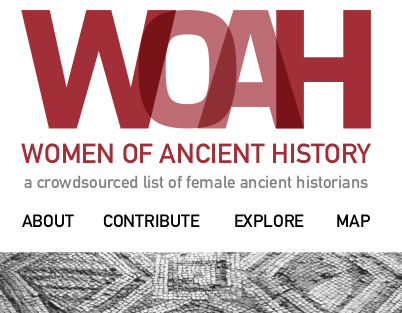 WOAH
WOMEN OF ANCIENT HISTORY
a crowdsourced list of female ancient historians
ABOUT CONTRIBUTE EXPLORE MAP